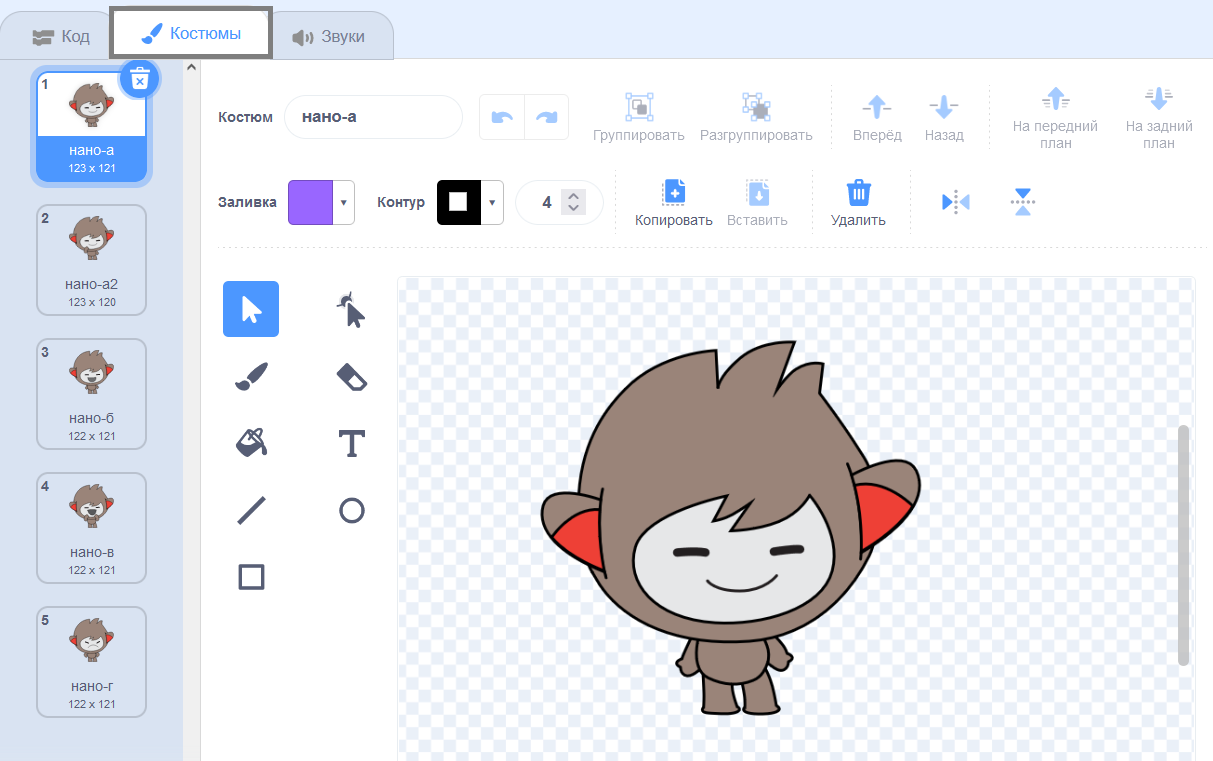 Код
Костюмы
Звуки
1
нано-а
123 x 121
2
нано-а2
123 x 120
3
нано-б
122 x 121
4
нано-в
122 x 121
5
нано-г
122 x 121
Костюм
нано-а
Группировать
Разгруппировать
Вперёд
Назад
На передний
план
На задний
план
Заливка
Контур
4
Копировать
Вставить
Удалить
T